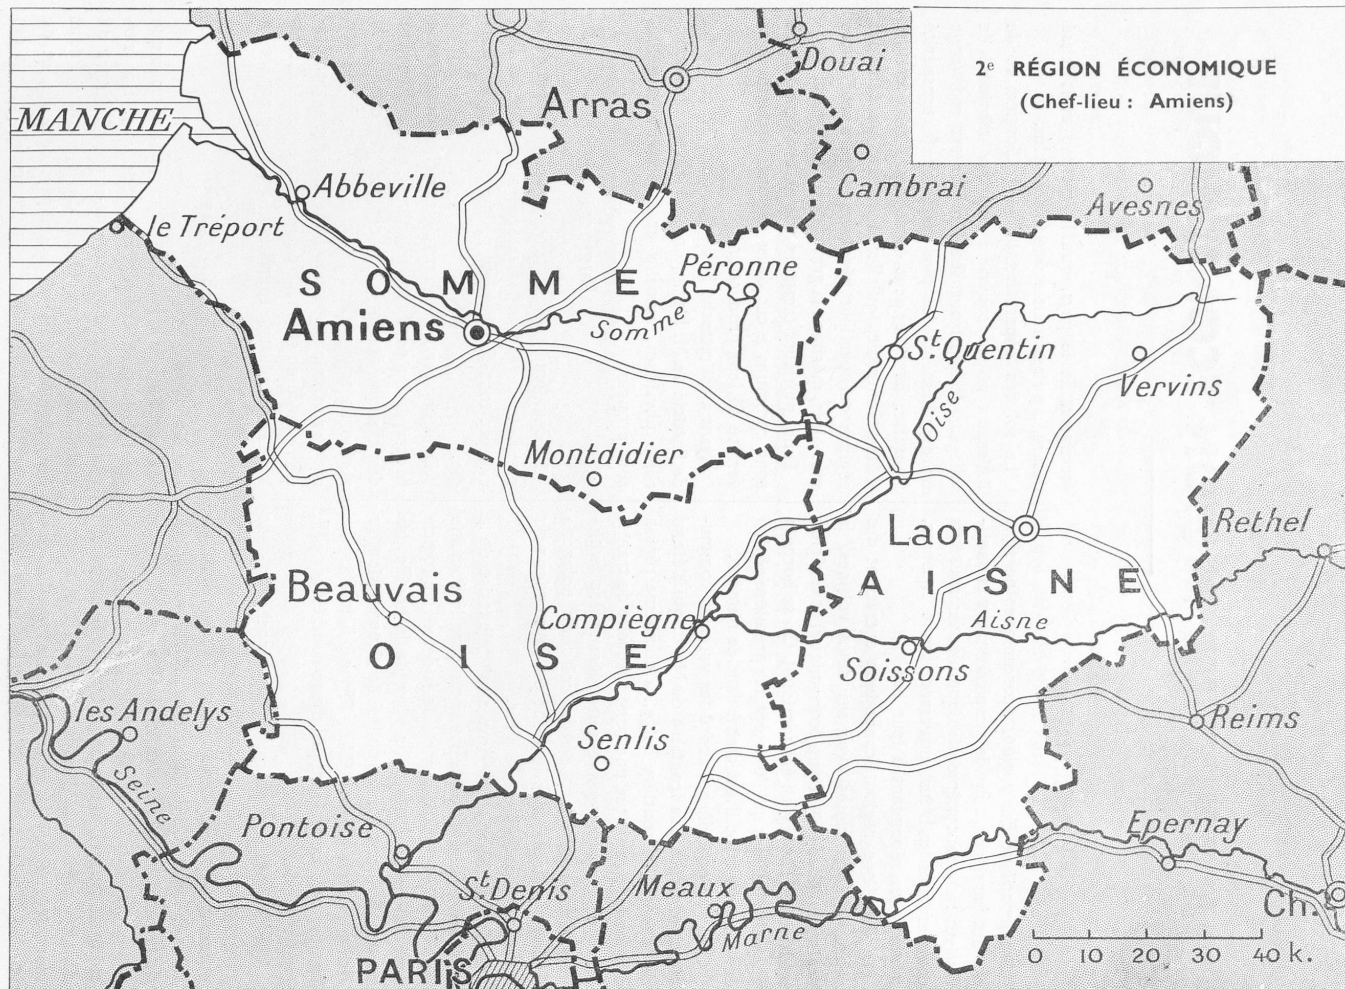 2e RÉGION ÉCONOMIQUE
(Chef-lieu : Amiens)
Douai
Arras
MANCHE
Cambrai
Abbeville
Avesnes
le Tréport
Péronne
SOMME
Amiens
Somme
St. Quentin
Vervins
Oise
Montdidier
Rethel
Laon
AISNE
Beauvais
Compiègne
Aisne
OISE
Soissons
les Andelys
Reims
Senlis
Seine
Pontoise
Epernay
St. Denis
Meaux
Ch.
Marne
PARIS
0 10 20 30 40 k.